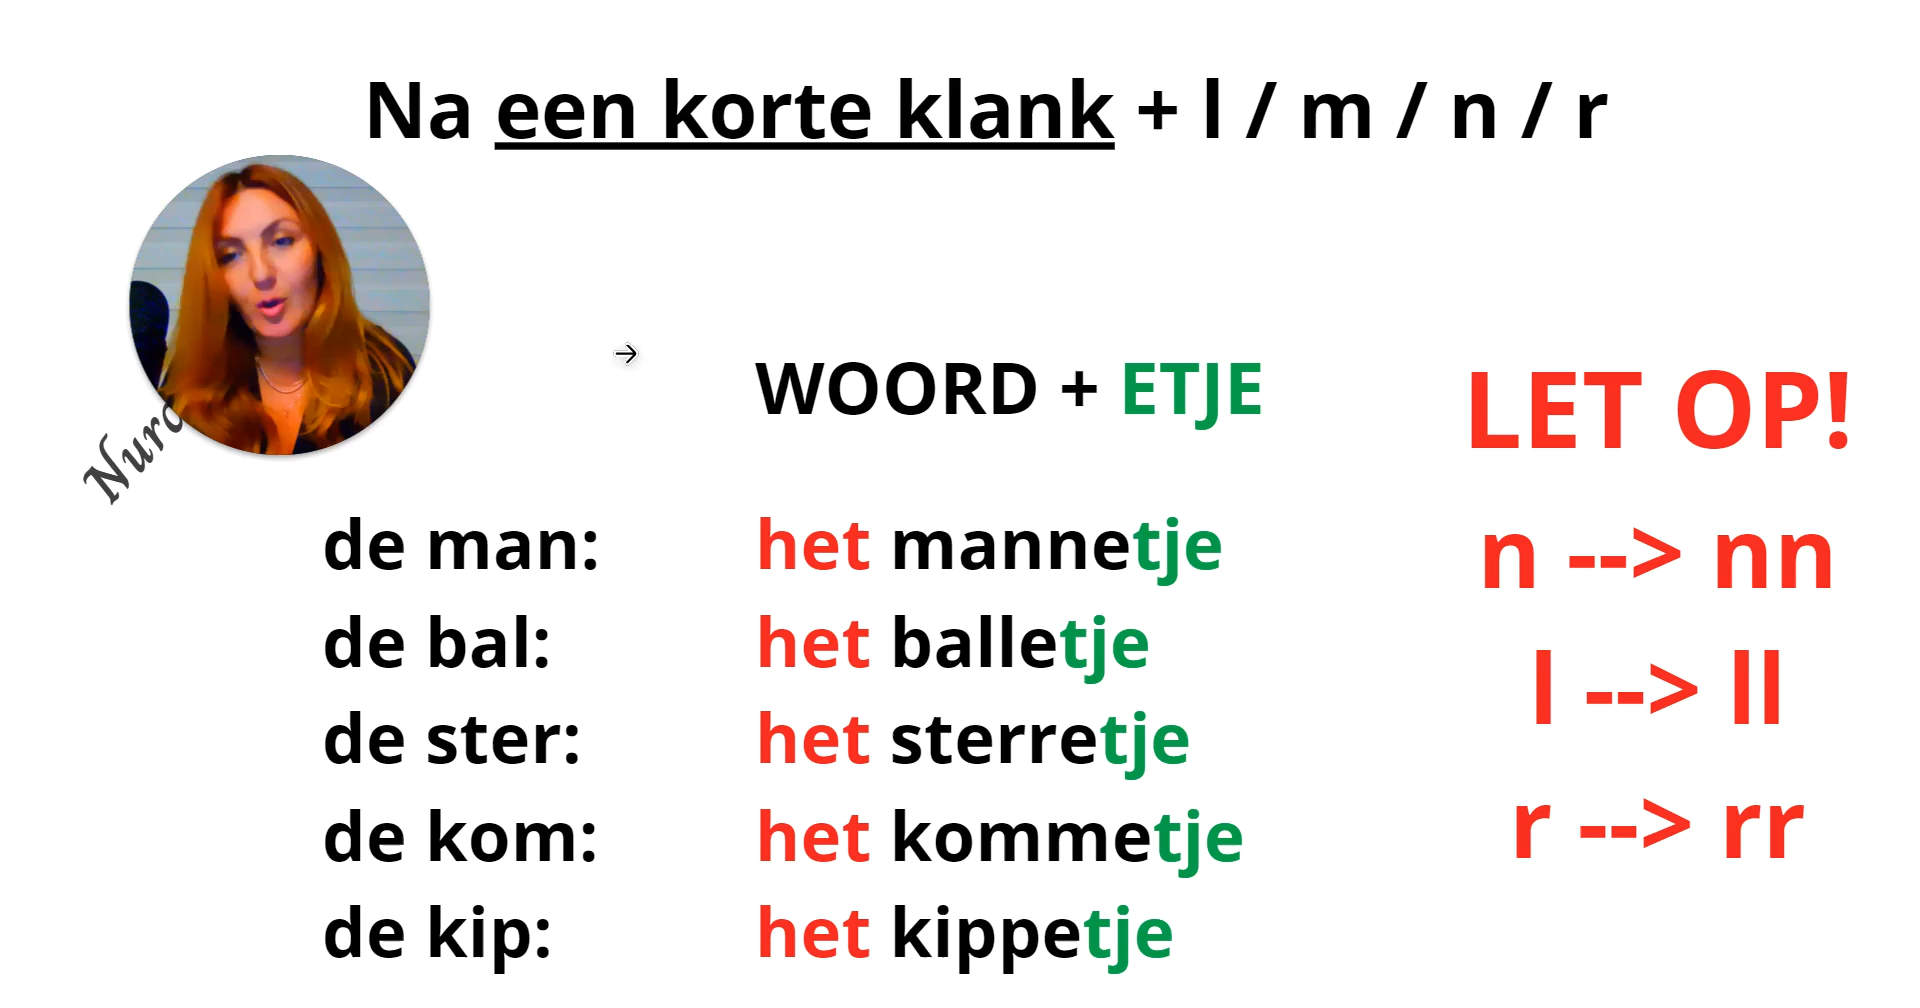 Na een korte klank + l / m / n / r
WOORD + ETJE
LET OP!
de man: het mannetje
n --> nn
de bal: het balletje
l --> ll
de ster: het sterretje
de kom: het kommetje
r --> rr
de kip: het kippetje